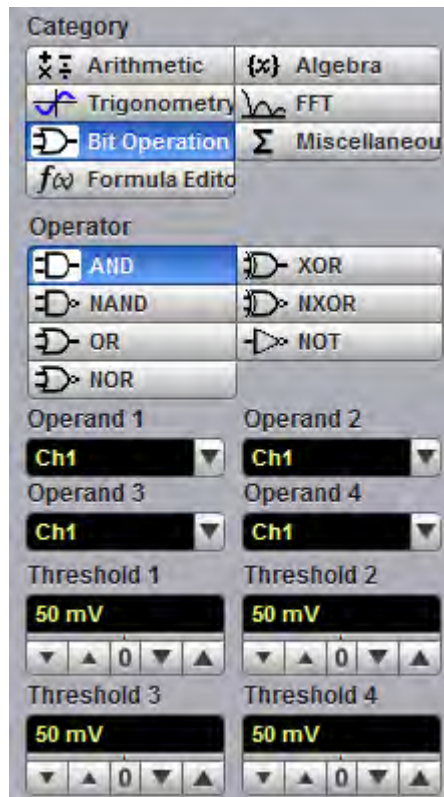 Category
Arithmetic {x} Algebra
Trigonometry FFT
Bit Operation Σ Miscellaneou
f(x) Formula Edito
Operator
AND XOR
NAND NXOR
OR NOT
NOR
Operand 1 Operand 2
Ch1 Ch1
Operand 3 Operand 4
Ch1 Ch1
Threshold 1 Threshold 2
50 mV 50 mV
0 0
Threshold 3 Threshold 4
50 mV 50 mV
0 0